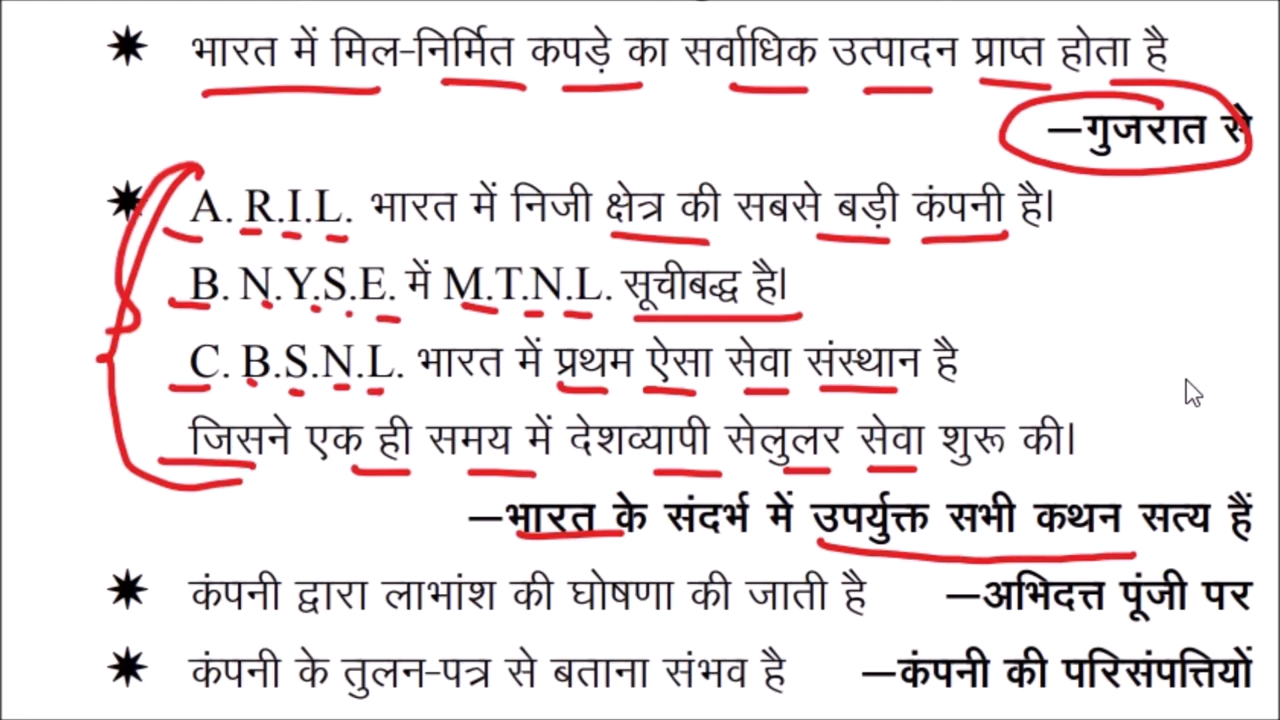 ✷ भारत में मिल-निर्मित कपड़े का सर्वाधिक उत्पादन प्राप्त होता है
—गुजरात से
✷ A. R.I.L. भारत में निजी क्षेत्र की सबसे बड़ी कंपनी है।
B. N.Y.S.E. में M.T.N.L. सूचीबद्ध है।
C. B.S.N.L. भारत में प्रथम ऐसा सेवा संस्थान है
जिसने एक ही समय में देशव्यापी सेलुलर सेवा शुरू की।
—भारत के संदर्भ में उपर्युक्त सभी कथन सत्य हैं
✷ कंपनी द्वारा लाभांश की घोषणा की जाती है —अभिदत्त पूंजी पर
✷ कंपनी के तुलन-पत्र से बताना संभव है —कंपनी की परिसंपत्तियों